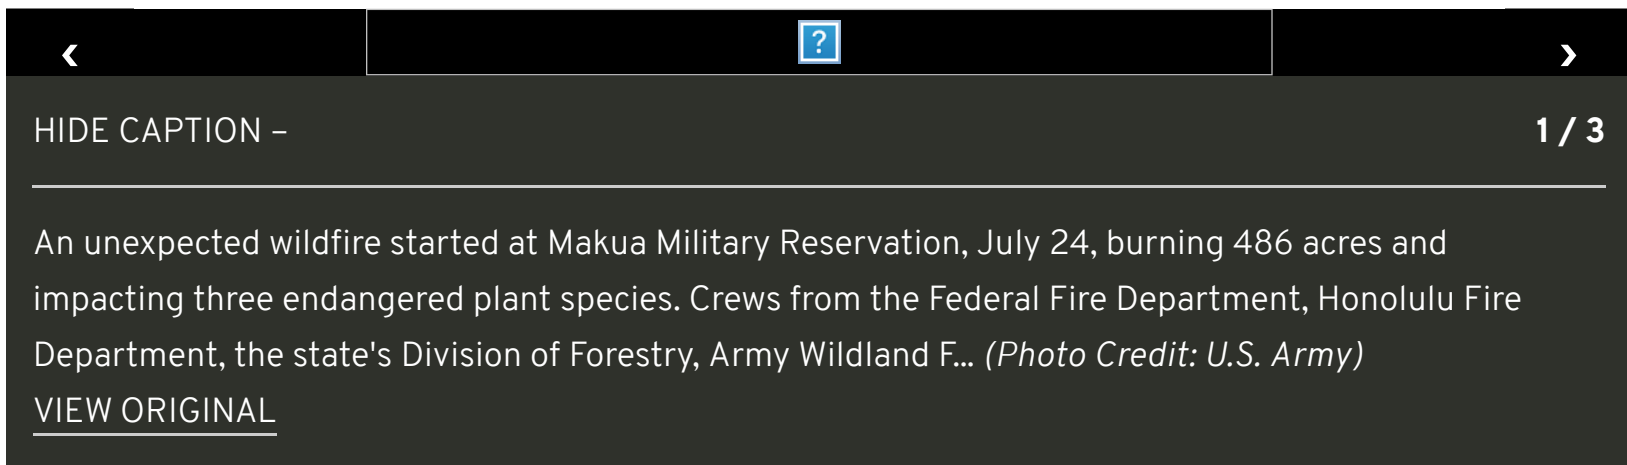 ‹ ? ›
HIDE CAPTION – 1 / 3
An unexpected wildfire started at Makua Military Reservation, July 24, burning 486 acres and
impacting three endangered plant species. Crews from the Federal Fire Department, Honolulu Fire
Department, the state's Division of Forestry, Army Wildland F... (Photo Credit: U.S. Army)
VIEW ORIGINAL